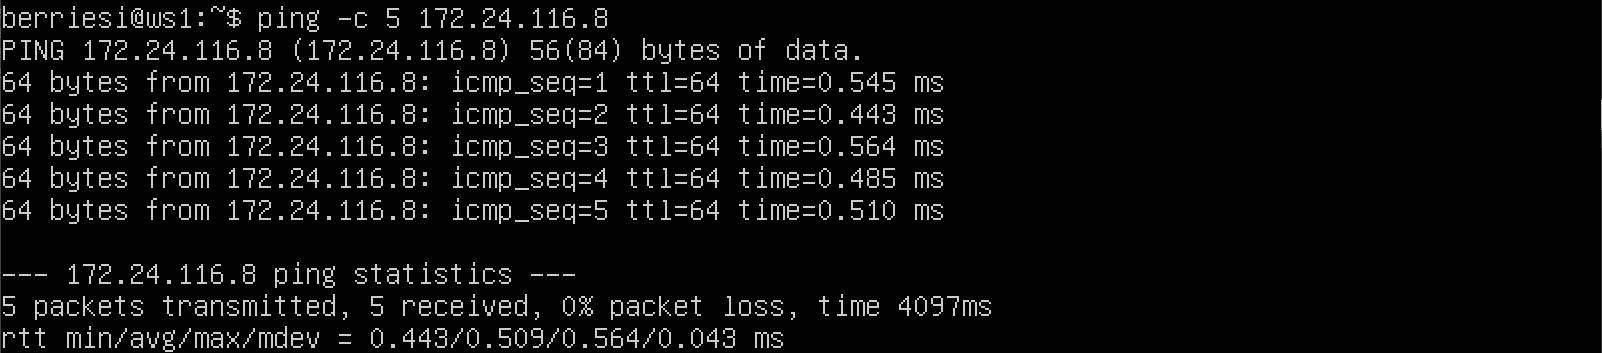 berriesi@ws1:~$ ping -c 5 172.24.116.8
PING 172.24.116.8 (172.24.116.8) 56(84) bytes of data.
64 bytes from 172.24.116.8: icmp_seq=1 ttl=64 time=0.545 ms
64 bytes from 172.24.116.8: icmp_seq=2 ttl=64 time=0.443 ms
64 bytes from 172.24.116.8: icmp_seq=3 ttl=64 time=0.564 ms
64 bytes from 172.24.116.8: icmp_seq=4 ttl=64 time=0.485 ms
64 bytes from 172.24.116.8: icmp_seq=5 ttl=64 time=0.510 ms

--- 172.24.116.8 ping statistics ---
5 packets transmitted, 5 received, 0% packet loss, time 4097ms
rtt min/avg/max/mdev = 0.443/0.509/0.564/0.043 ms